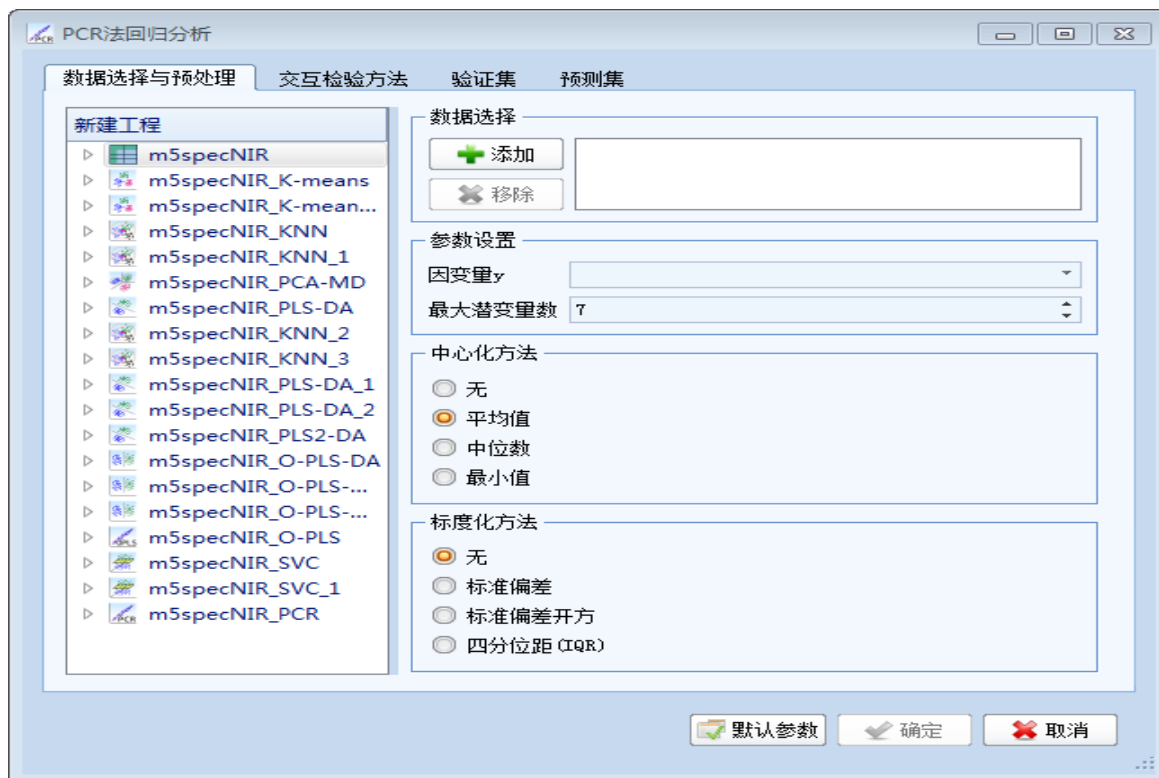 PCR法回归分析
数据选择与预处理 交互检验方法 验证集 预测集
新建工程
m5specNIR
m5specNIR_K-means
m5specNIR_K-mean...
m5specNIR_KNN
m5specNIR_KNN_1
m5specNIR_PCA-MD
m5specNIR_PLS-DA
m5specNIR_KNN_2
m5specNIR_KNN_3
m5specNIR_PLS-DA_1
m5specNIR_PLS-DA_2
m5specNIR_PLS2-DA
m5specNIR_O-PLS-DA
m5specNIR_O-PLS-...
m5specNIR_O-PLS-...
m5specNIR_O-PLS
m5specNIR_SVC
m5specNIR_SVC_1
m5specNIR_PCR
数据选择
添加
移除
参数设置
因变量y
最大潜变量数 7
中心化方法
无
平均值
中位数
最小值
标度化方法
无
标准偏差
标准偏差开方
四分位距(IQR)
默认参数 确定 取消